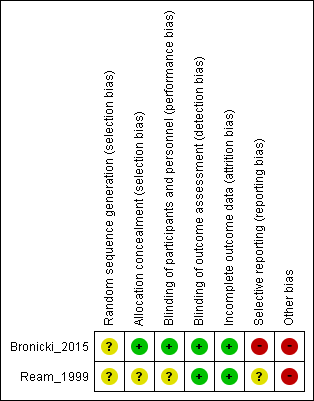 Random sequence generation (selection bias)
Allocation concealment (selection bias)
Blinding of participants and personnel (performance bias)
Blinding of outcome assessment (detection bias)
Incomplete outcome data (attrition bias)
Selective reporting (reporting bias)
Other bias
Bronicki_2015 ? + + + + - -
Ream_1999 ? ? ? + + ? -